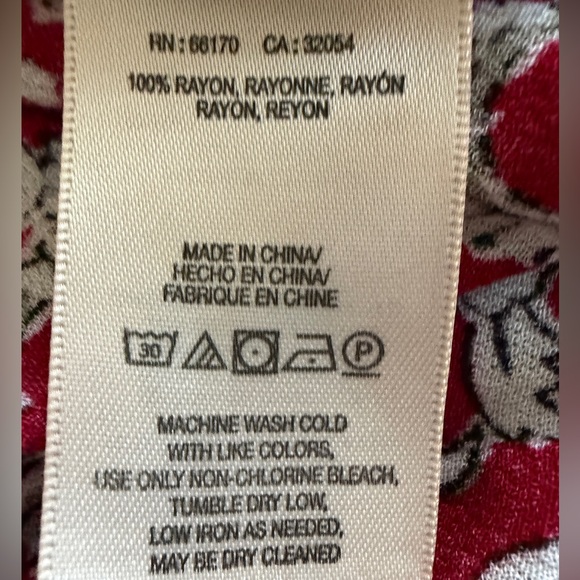 RN : 66170 CA : 32054
100% RAYON, RAYONNE, RAYÓN
RAYON, REYON
MADE IN CHINA/
HECHO EN CHINA/
FABRIQUE EN CHINE
30 P
MACHINE WASH COLD
WITH LIKE COLORS,
USE ONLY NON-CHLORINE BLEACH,
TUMBLE DRY LOW,
LOW IRON AS NEEDED,
MAY BE DRY CLEANED